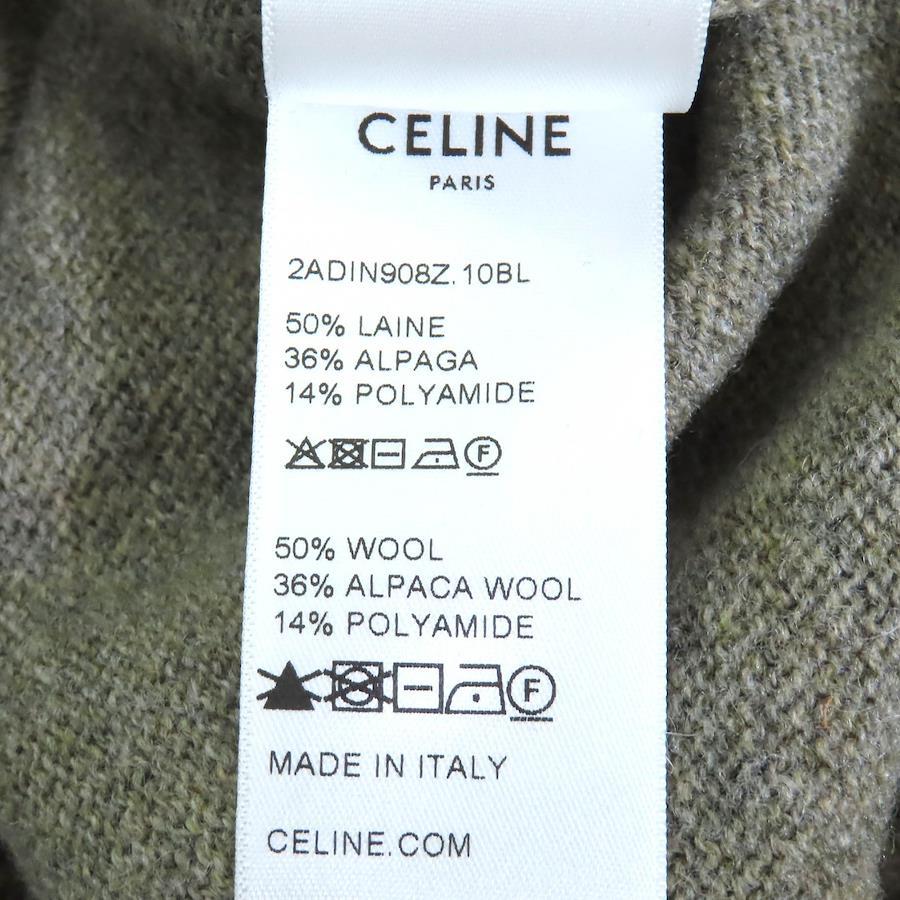 CELINE
PARIS
2ADIN908Z.10BL
50% LAINE
36% ALPAGA
14% POLYAMIDE
F
50% WOOL
36% ALPACA WOOL
14% POLYAMIDE
F
MADE IN ITALY
CELINE.COM